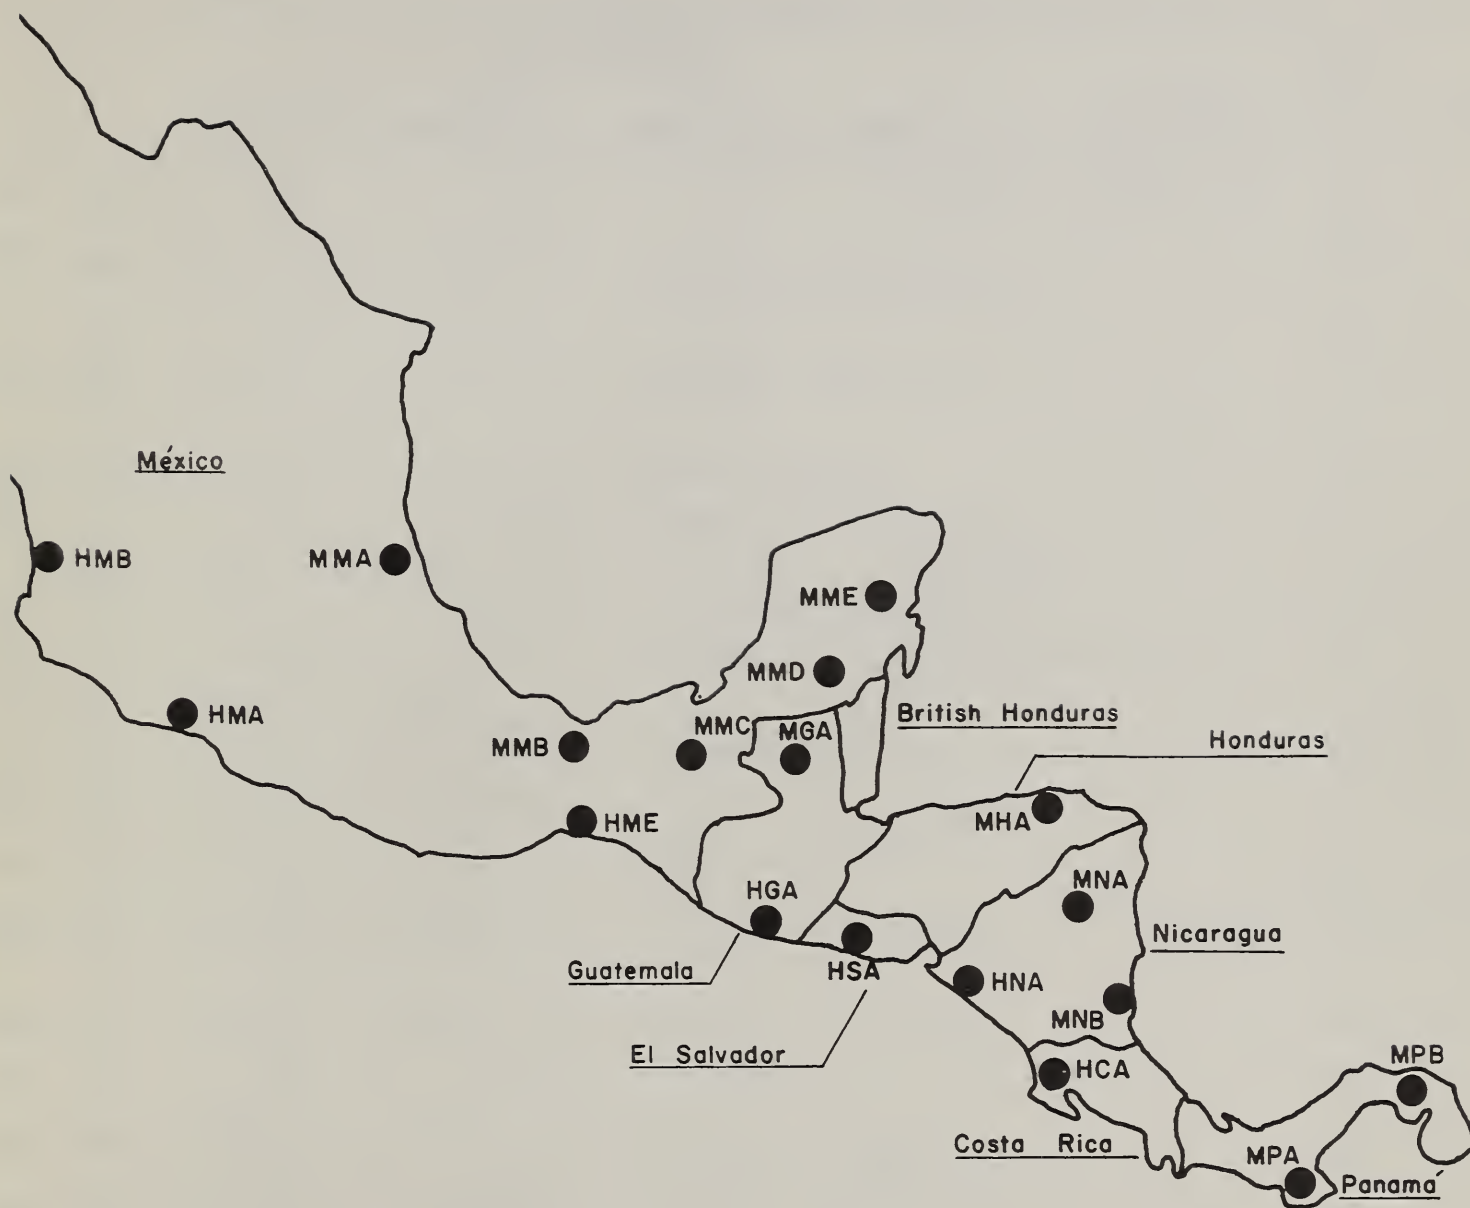 México
HMB
MMA
MME
MMD
HMA
British Honduras
MMC
MGA
MMB
Honduras
HME
MHA
MNA
HGA
Nicaragua
Guatemala
HSA
HNA
MNB
El Salvador
MPB
HCA
Costa Rica
MPA
Panamá